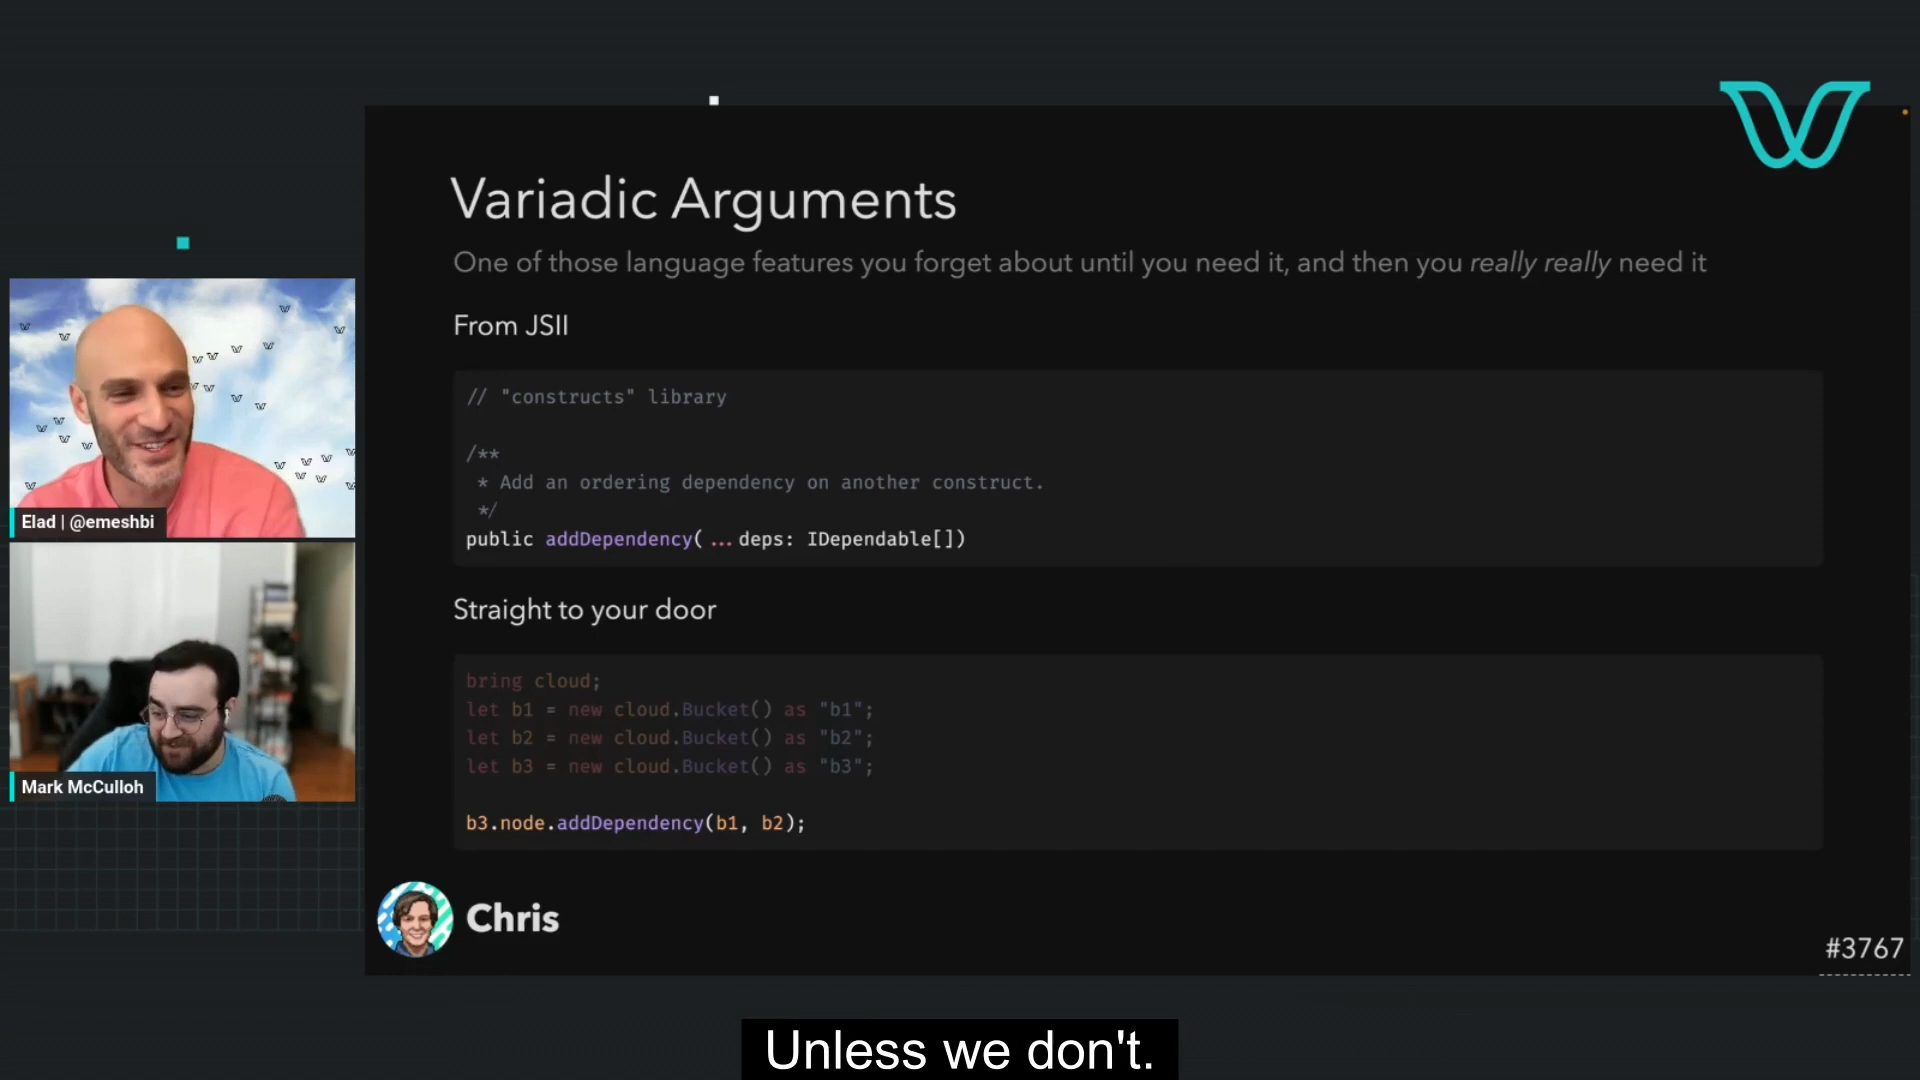 Variadic Arguments
One of those language features you forget about until you need it, and then you really really need it
From JSII
// "constructs" library
/**
* Add an ordering dependency on another construct.
*/
public addDependency(...deps: IDependable[])
Straight to your door
bring cloud;
let b1 = new cloud.Bucket() as "b1";
let b2 = new cloud.Bucket() as "b2";
let b3 = new cloud.Bucket() as "b3";
b3.node.addDependency(b1, b2);
Elad | @emeshbi
Mark McCulloh
Chris
#3767
Unless we don't.